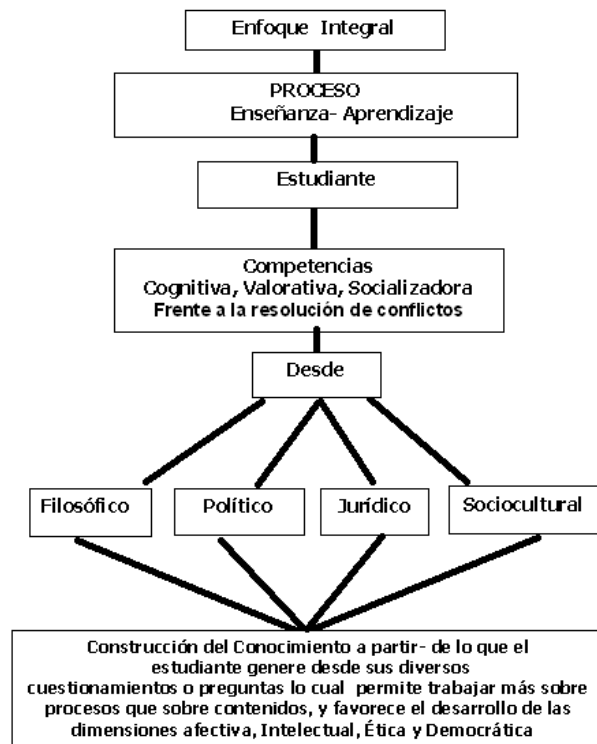 Enfoque Integral
PROCESO
Enseñanza- Aprendizaje
Estudiante
Competencias
Cognitiva, Valorativa, Socializadora
Frente a la resolución de conflictos
Desde
Filosófico
Político
Jurídico
Sociocultural
Construcción del Conocimiento a partir- de lo que el
estudiante genere desde sus diversos
cuestionamientos o preguntas lo cual permite trabajar más sobre
procesos que sobre contenidos, y favorece el desarrollo de las
dimensiones afectiva, Intelectual, Ética y Democrática